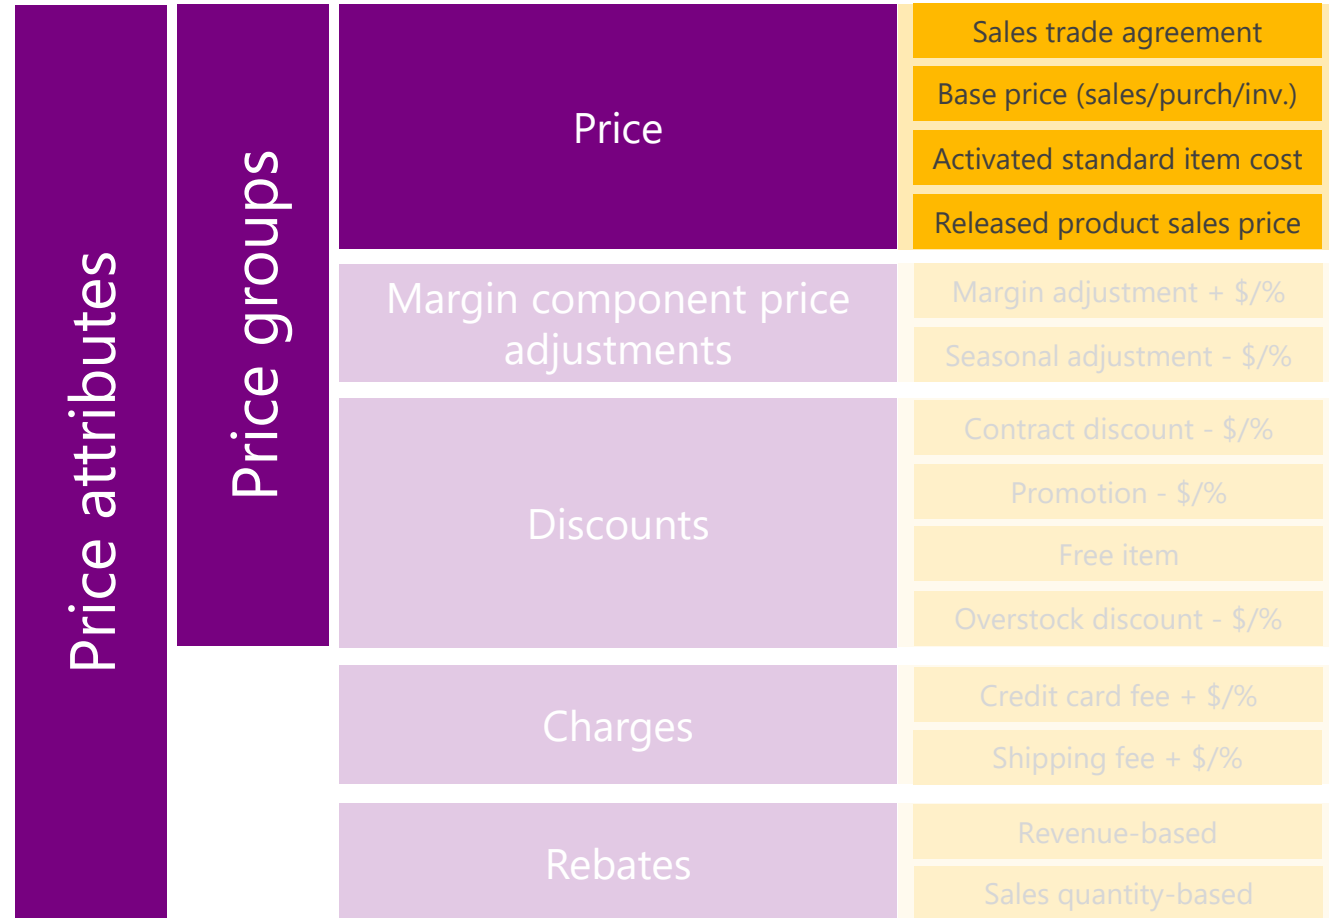 Price attributes
Price groups
Price
Sales trade agreement
Base price (sales/purch/inv.)
Activated standard item cost
Released product sales price
Margin component price
adjustments
Margin adjustment + $/%
Seasonal adjustment - $/%
Discounts
Contract discount - $/%
Promotion - $/%
Free item
Overstock discount - $/%
Charges
Credit card fee + $/%
Shipping fee + $/%
Rebates
Revenue-based
Sales quantity-based